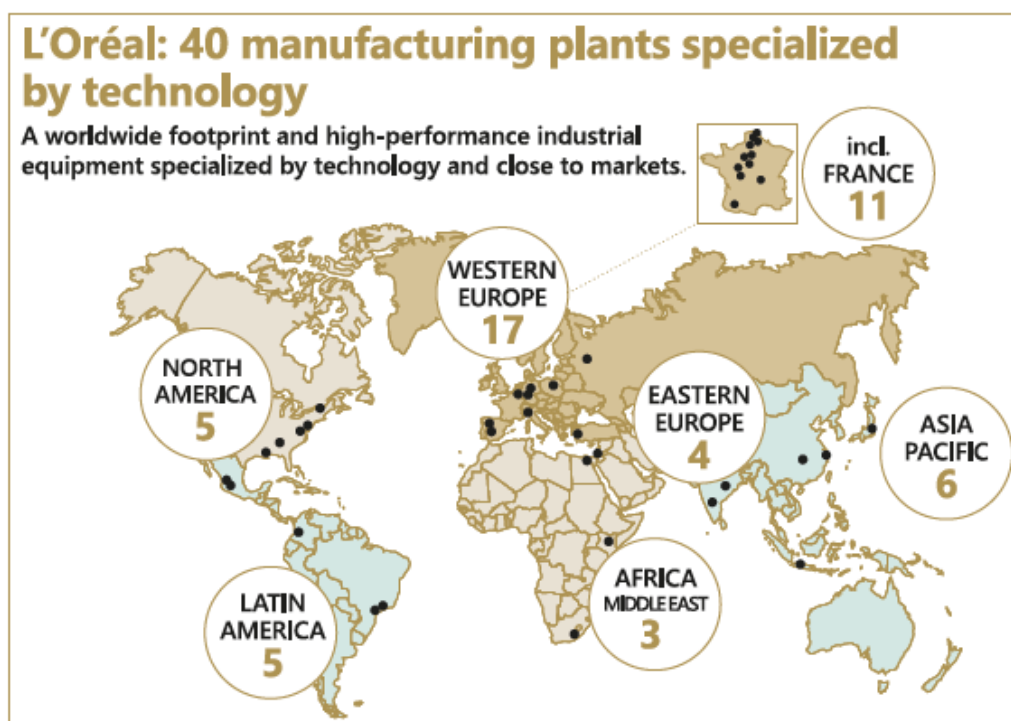 L’Oréal: 40 manufacturing plants specialized
by technology
A worldwide footprint and high-performance industrial
equipment specialized by technology and close to markets.
incl.
FRANCE
11
WESTERN
EUROPE
17
NORTH
AMERICA
5
EASTERN
EUROPE
4
ASIA
PACIFIC
6
LATIN
AMERICA
5
AFRICA
MIDDLE EAST
3